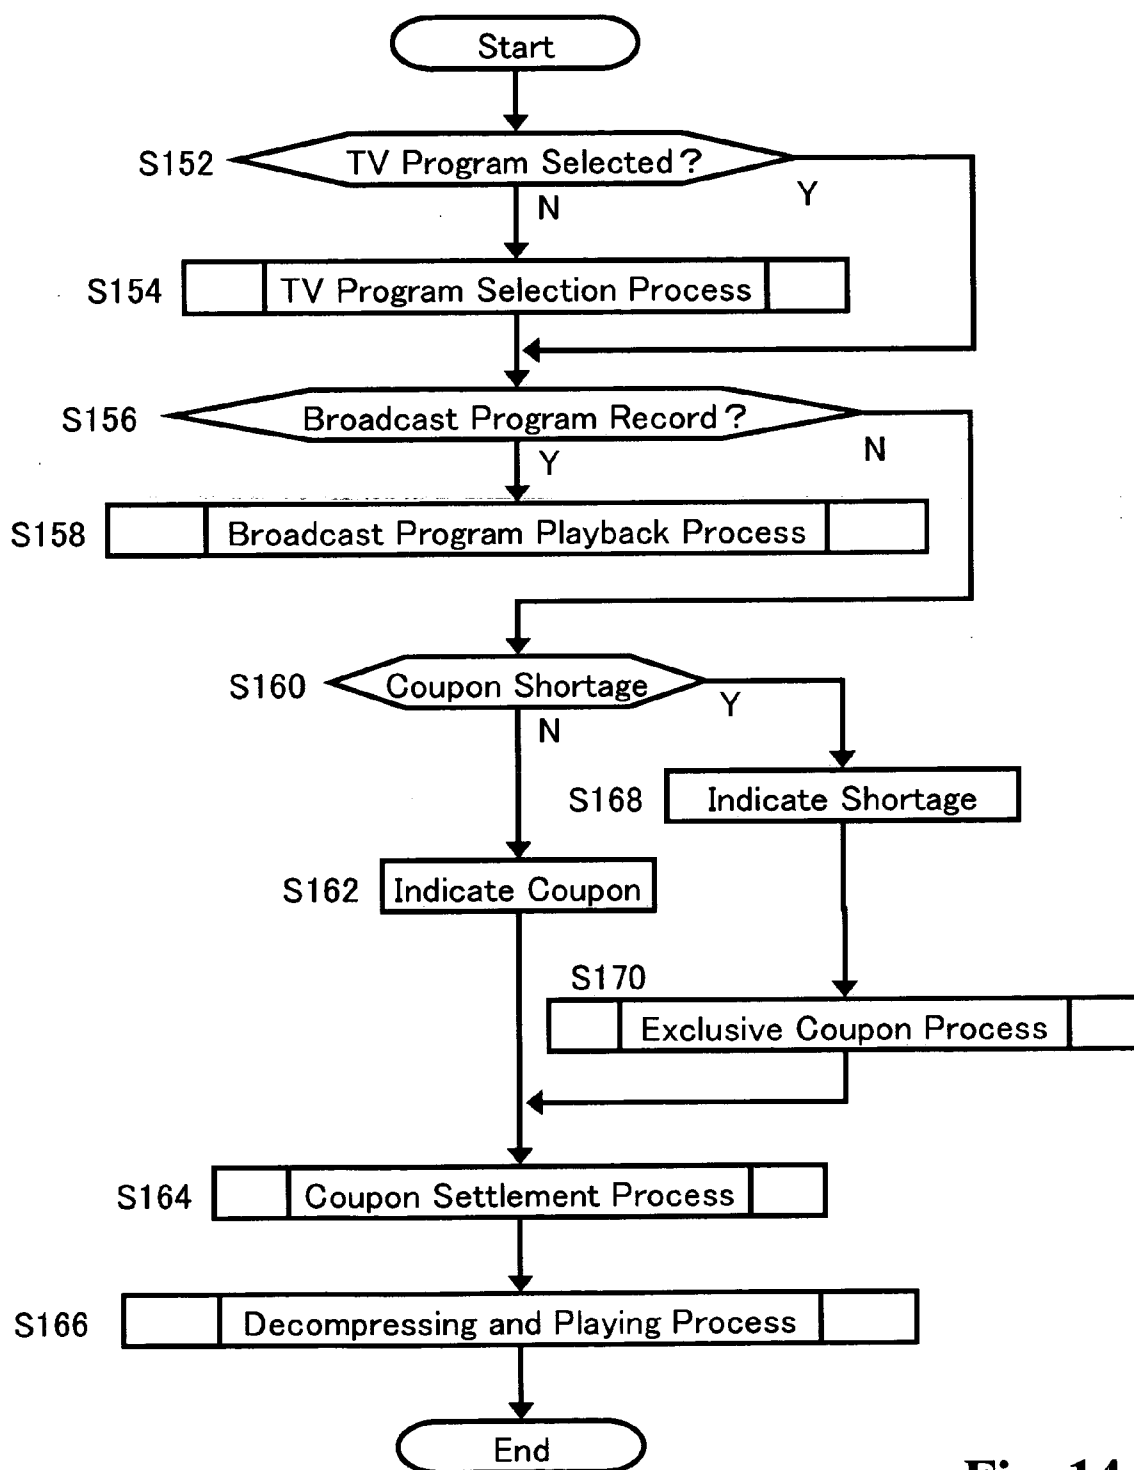 Start
S152 TV Program Selected?
Y
N
S154 TV Program Selection Process
S156 Broadcast Program Record?
N
Y
S158 Broadcast Program Playback Process
S160 Coupon Shortage
Y
N
S168 Indicate Shortage
S162 Indicate Coupon
S170
Exclusive Coupon Process
S164 Coupon Settlement Process
S166 Decompressing and Playing Process
End
Fig. 14